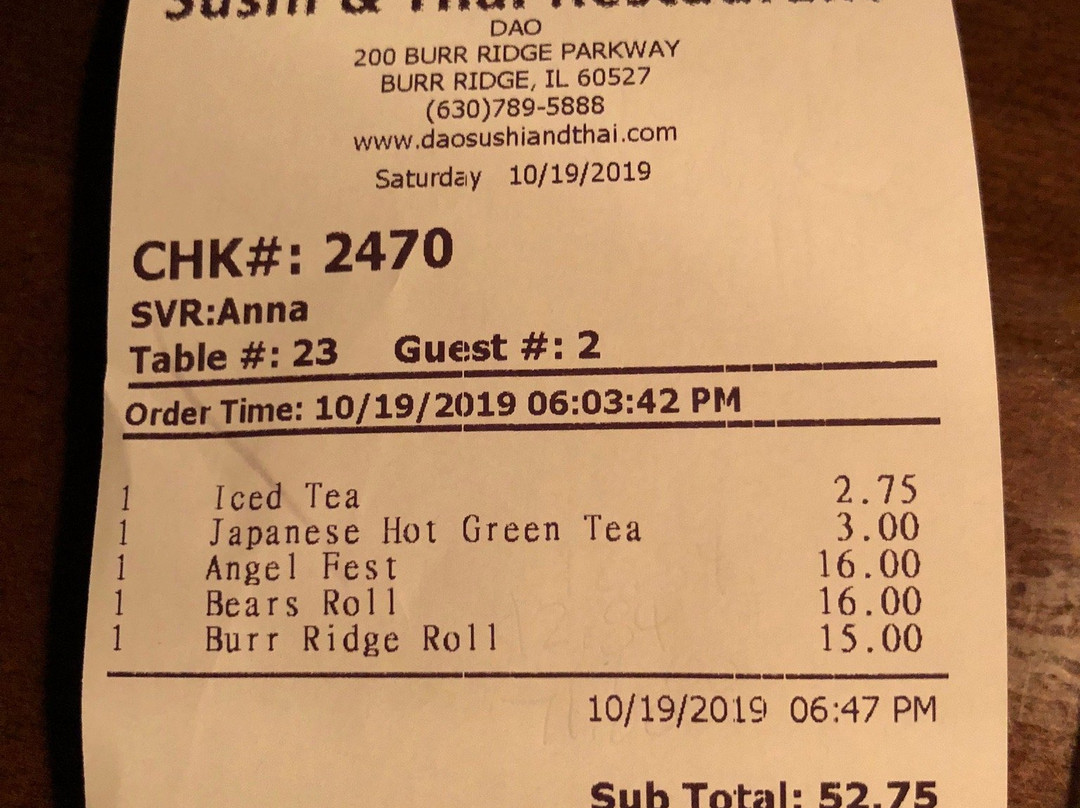 Sushi & Thai Restaurant
DAO
200 BURR RIDGE PARKWAY
BURR RIDGE, IL 60527
(630)789-5888
www.daosushiandthai.com
Saturday 10/19/2019
CHK#: 2470
SVR:Anna
Table #: 23 Guest #: 2
Order Time: 10/19/2019 06:03:42 PM
1 Iced Tea 2.75
1 Japanese Hot Green Tea 3.00
1 Angel Fest 16.00
1 Bears Roll 16.00
1 Burr Ridge Roll 15.00
10/19/2019 06:47 PM
Sub Total: 52.75